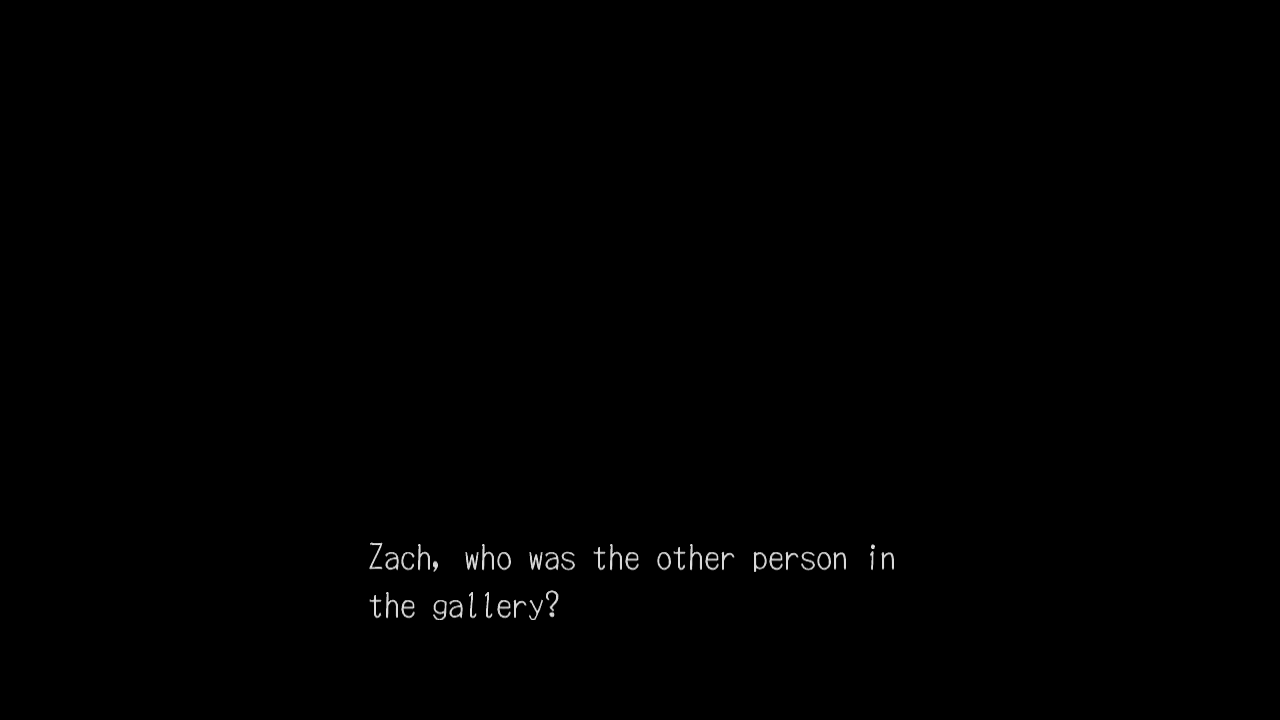 Zach, who was the other person in
the gallery?